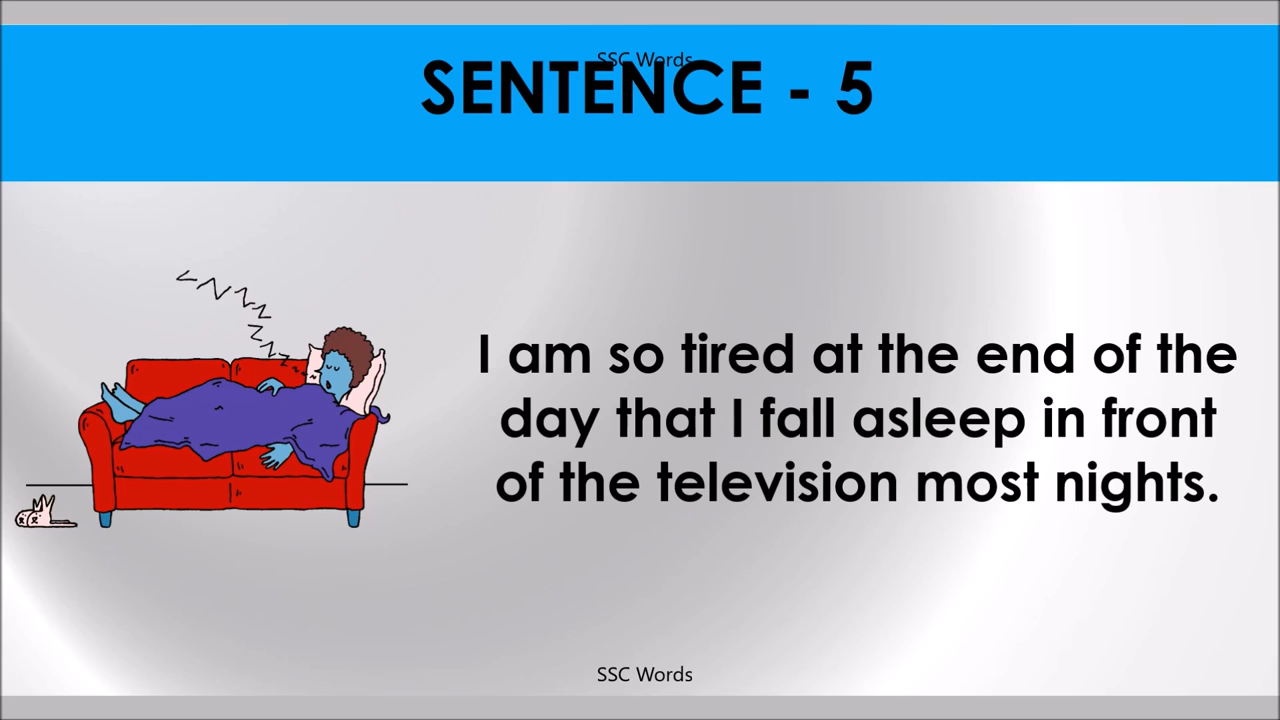 SSC Words
SENTENCE - 5
I am so tired at the end of the
day that I fall asleep in front
of the television most nights.
SSC Words